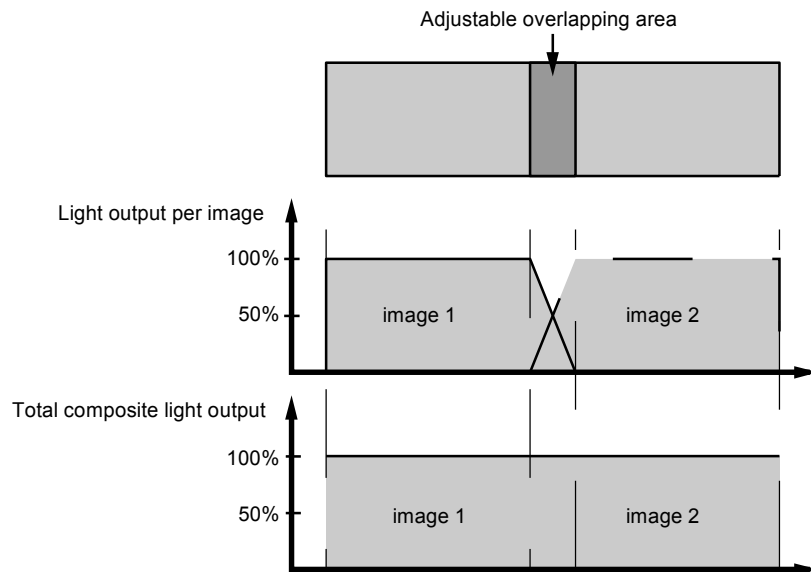 Adjustable overlapping area
Light output per image
100%
50%
image 1
image 2
Total composite light output
100%
50%
image 1
image 2